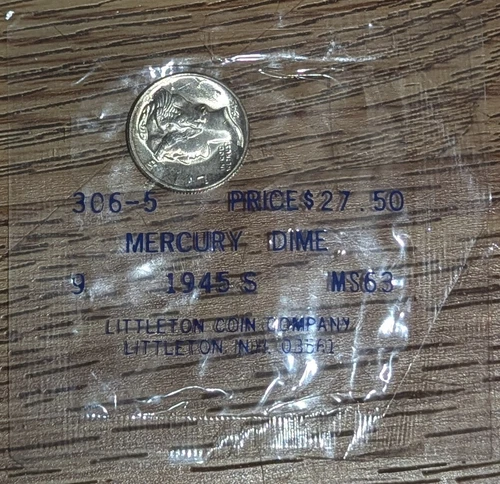 306-5 PRICE $27.50
MERCURY DIME
9 1945 S MS63
LITTLETON COIN COMPANY
LITTLETON N.H. 03561